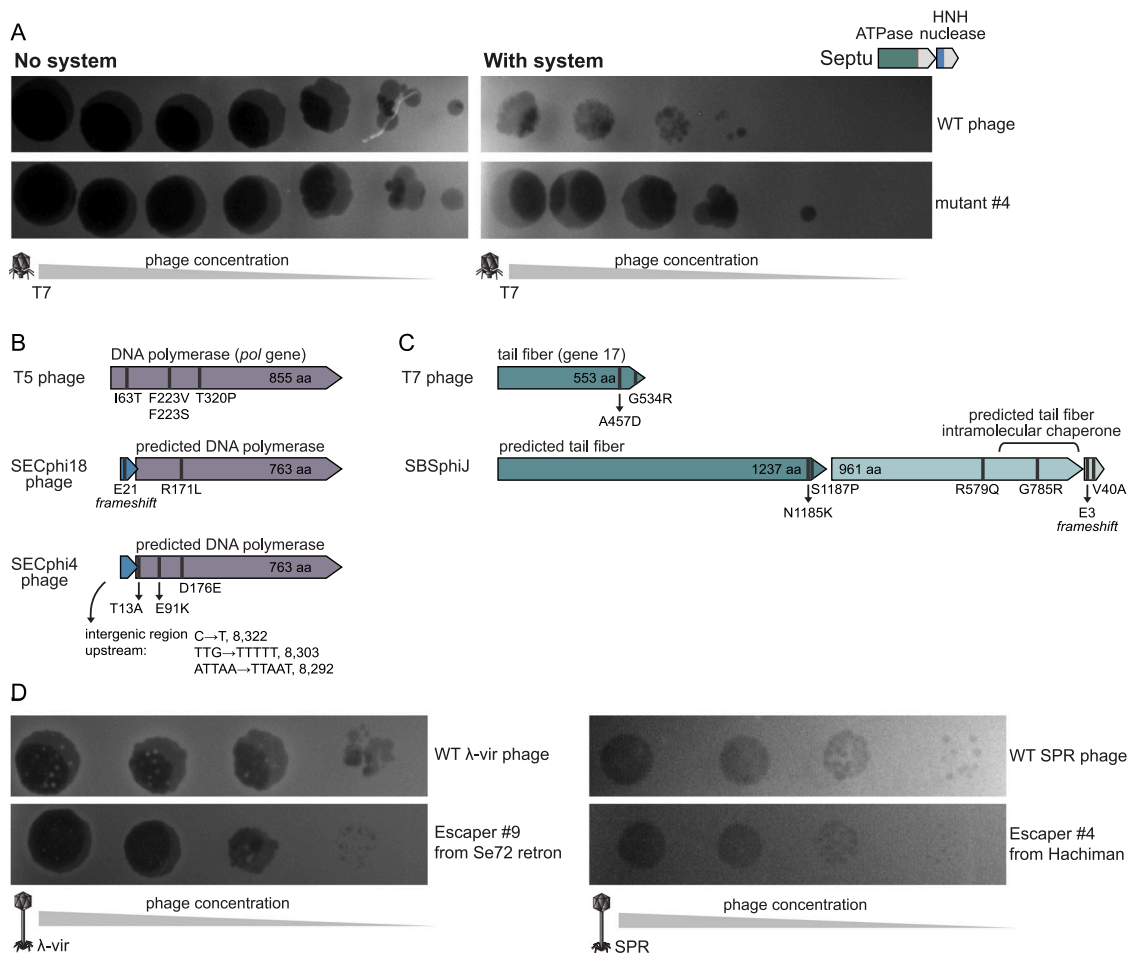 A
No system
With system
HNH
ATPase nuclease
Septu
WT phage
mutant #4
phage concentration
T7
phage concentration
T7
B
DNA polymerase (pol gene)
T5 phage
855 aa
I63T F223V T320P
F223S
predicted DNA polymerase
SECphi18
phage
763 aa
E21
frameshift
R171L
predicted DNA polymerase
SECphi4
phage
763 aa
D176E
T13A E91K
intergenic region
upstream:
C→T, 8,322
TTG→TTTTT, 8,303
ATTAA→TTAAT, 8,292
C
tail fiber (gene 17)
T7 phage
553 aa
G534R
A457D
predicted tail fiber
intramolecular chaperone
predicted tail fiber
SBSphiJ
1237 aa
961 aa
S1187P
N1185K
R579Q
G785R
V40A
E3
frameshift
D
WT λ-vir phage
Escaper #9
from Se72 retron
phage concentration
λ-vir
WT SPR phage
Escaper #4
from Hachiman
phage concentration
SPR